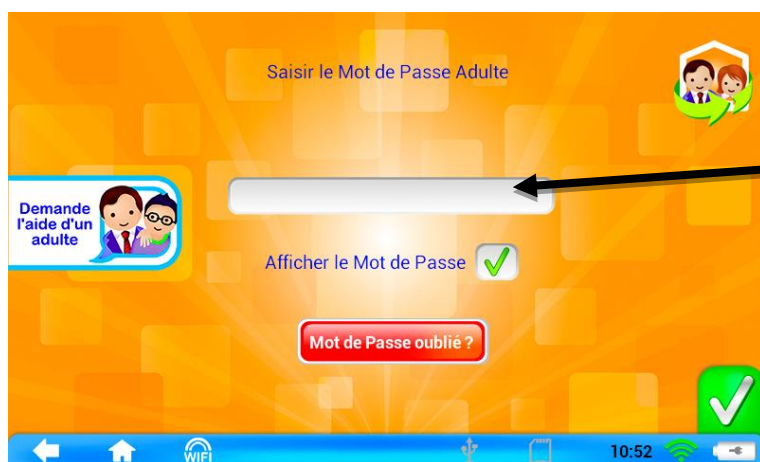 Saisir le Mot de Passe Adulte
Demande
l'aide d'un
adulte
Afficher le Mot de Passe
Mot de Passe oublié ?
WIFI
10:52